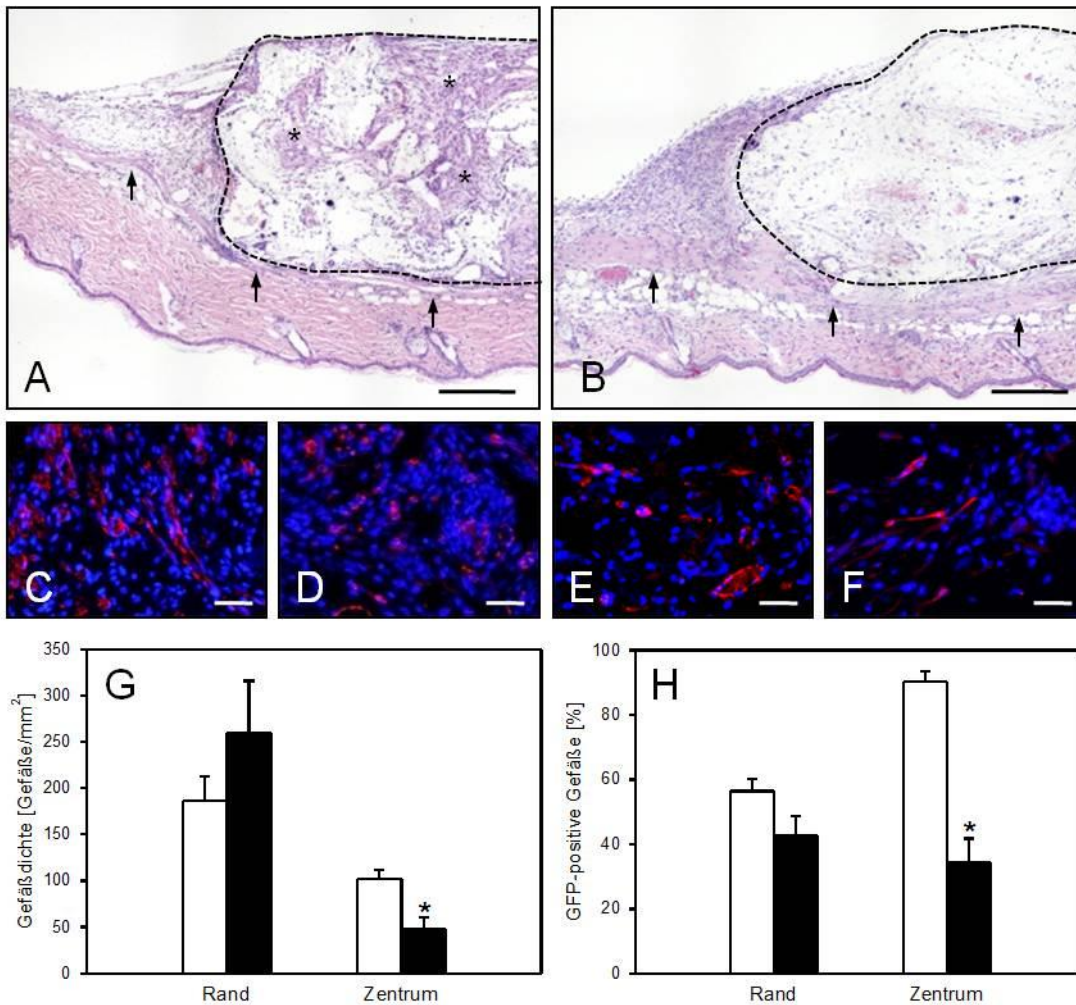 A
B
C
D
E
F
G
Gefäßdichte [Gefäße/mm²]
350
300
250
200
150
100
50
0
*
Rand
Zentrum
H
GFP-positive Gefäße [%]
100
80
60
40
20
0
*
Rand
Zentrum